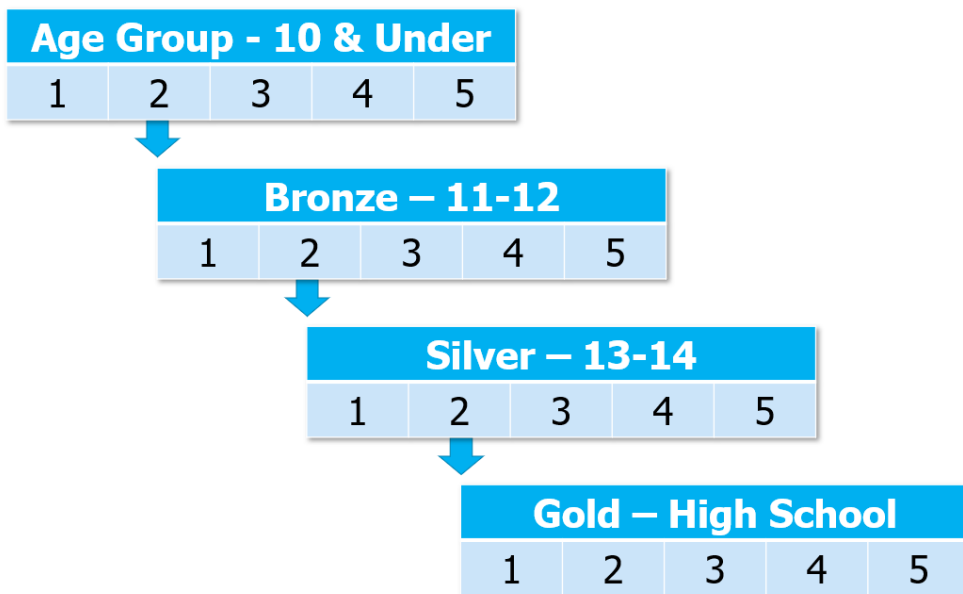 Age Group - 10 & Under
1 2 3 4 5
Bronze – 11-12
1 2 3 4 5
Silver – 13-14
1 2 3 4 5
Gold – High School
1 2 3 4 5